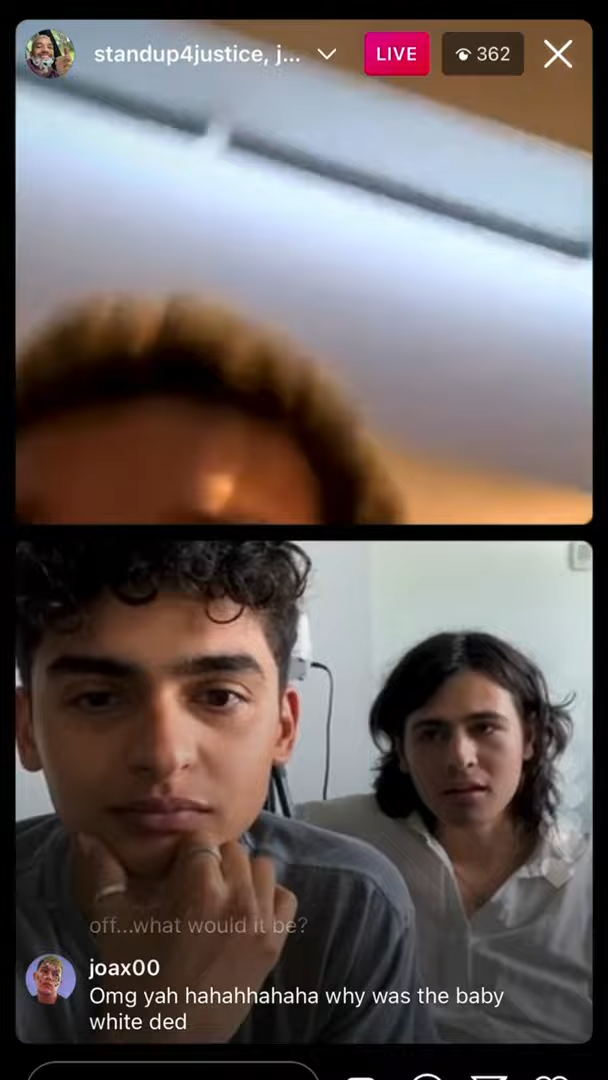 standup4justice, j...
LIVE
362
off...what would it be?
joax00
Omg yah hahahhahaha why was the baby
white ded